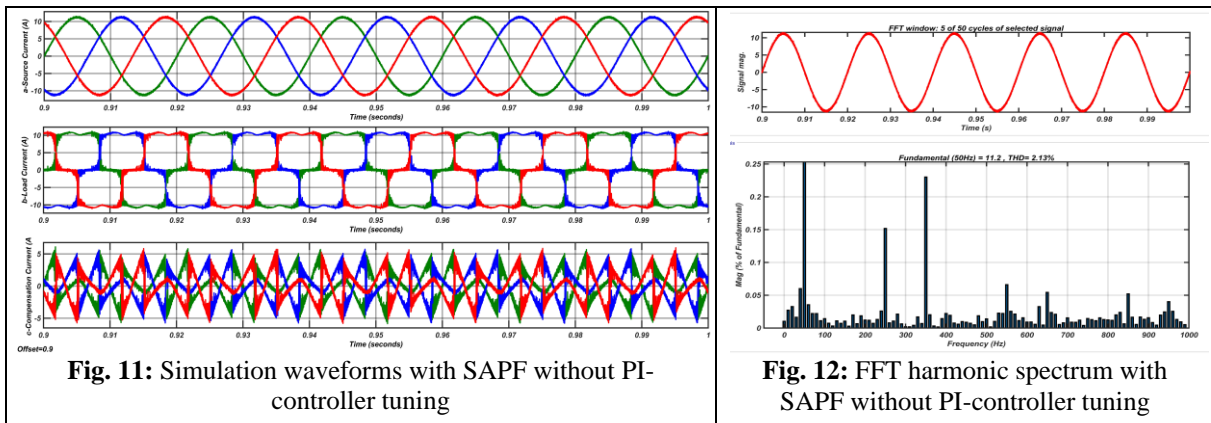 a-Source Current (A)
10
5
0
-5
-10
0.9 0.91 0.92 0.93 0.94 0.95 0.96 0.97 0.98 0.99 1
Time (seconds)
b-Load Current (A)
10
5
0
-5
-10
0.9 0.91 0.92 0.93 0.94 0.95 0.96 0.97 0.98 0.99 1
Time (seconds)
c-Compensation Current (A
5
0
-5
0.9 0.91 0.92 0.93 0.94 0.95 0.96 0.97 0.98 0.99 1
Time (seconds)
Offset=0.9
Fig. 11: Simulation waveforms with SAPF without PI-
controller tuning
FFT window: 5 of 50 cycles of selected signal
Signal mag.
10
5
0
-5
-10
0.9 0.91 0.92 0.93 0.94 0.95 0.96 0.97 0.98 0.99
Time (s)
Fundamental (50Hz) = 11.2 , THD= 2.13%
Mag (% of Fundamental)
0.25
0.2
0.15
0.1
0.05
0
0 100 200 300 400 500 600 700 800 900 1000
Frequency (Hz)
Fig. 12: FFT harmonic spectrum with
SAPF without PI-controller tuning